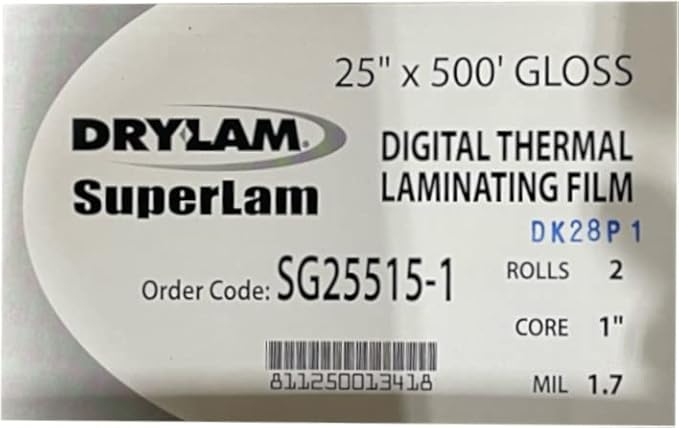 25" x 500' GLOSS
DRYLAM®
SuperLam
DIGITAL THERMAL
LAMINATING FILM
DK28P1
Order Code: SG25515-1
ROLLS 2
CORE 1"
MIL 1.7
811250013418